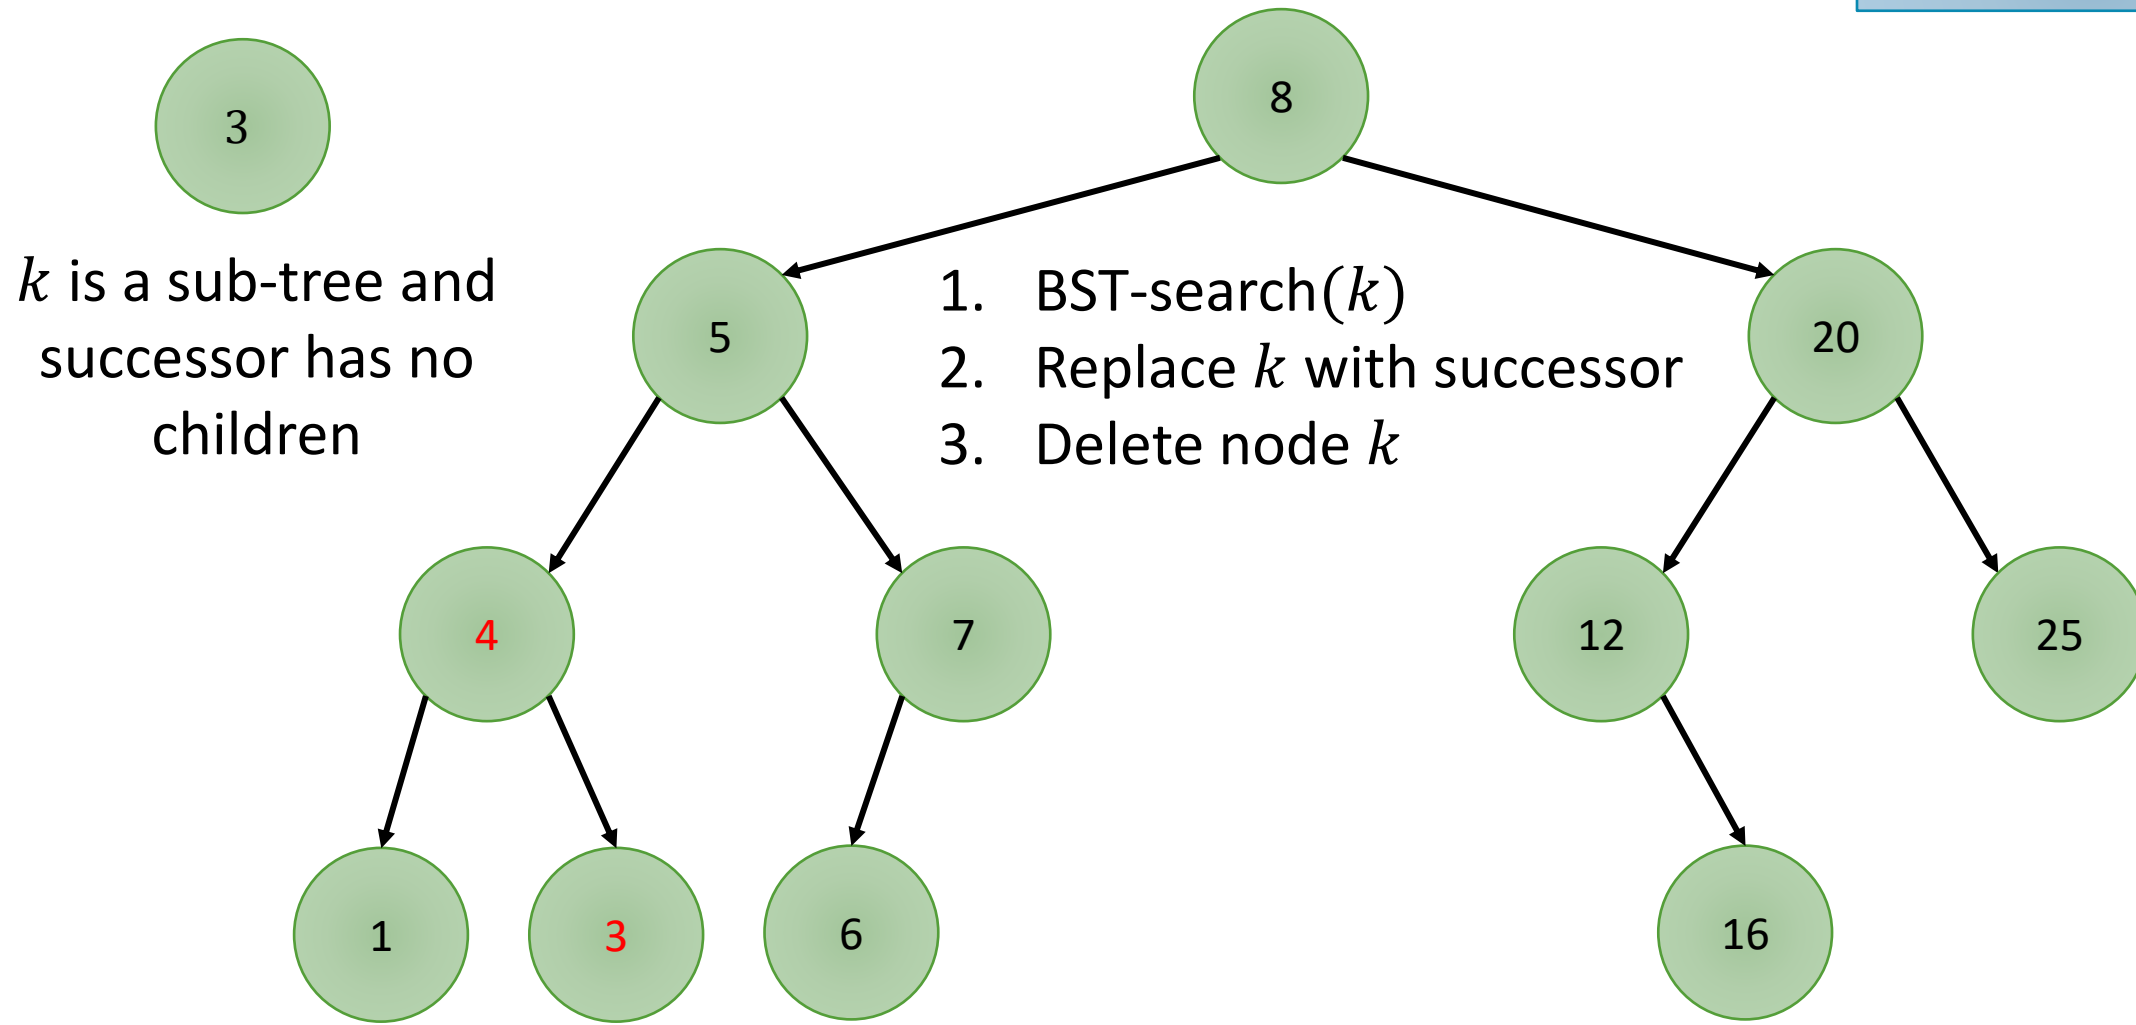 8
3
k is a sub-tree and
successor has no
children
1. BST-search(k)
2. Replace k with successor
3. Delete node k
5
20
4
7
12
25
1
3
6
16